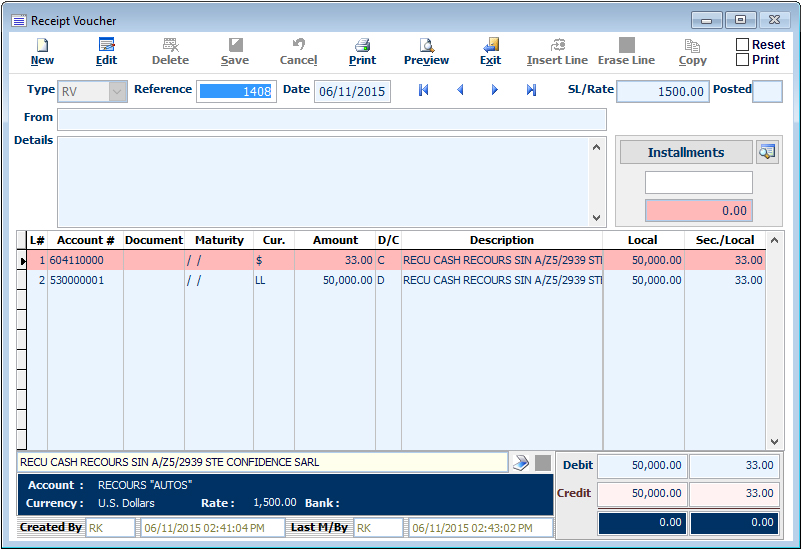 Receipt Voucher
New Edit Delete Save Cancel Print Preview Exit Insert Line Erase Line Copy Reset
Print
Type RV Reference 1408 Date 06/11/2015 SL/Rate 1500.00 Posted
From
Details
Installments
0.00
L# Account # Document Maturity Cur. Amount D/C Description Local Sec./Local
1 604110000 / / $ 33.00 C RECU CASH RECOURS SIN A/Z5/2939 STE 50,000.00 33.00
2 530000001 / / LL 50,000.00 D RECU CASH RECOURS SIN A/Z5/2939 STE 50,000.00 33.00
RECU CASH RECOURS SIN A/Z5/2939 STE CONFIDENCE SARL
Debit 50,000.00 33.00
Account : RECOURS "AUTOS"
Credit 50,000.00 33.00
Currency : U.S. Dollars Rate : 1,500.00 Bank :
0.00 0.00
Created By RK 06/11/2015 02:41:04 PM Last M/By RK 06/11/2015 02:43:02 PM